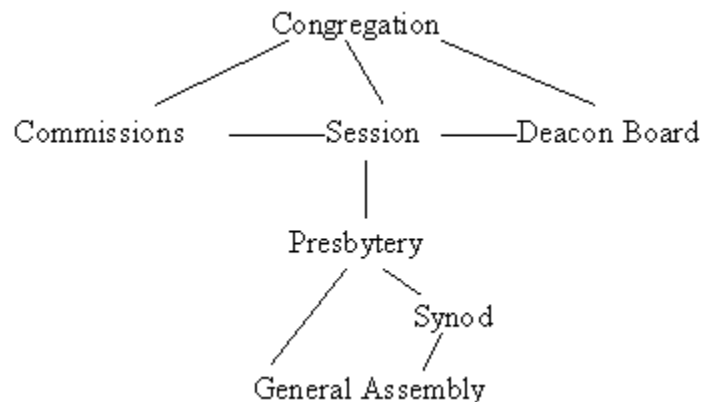 Congregation
Commissions Session Deacon Board
Presbytery
Synod
General Assembly